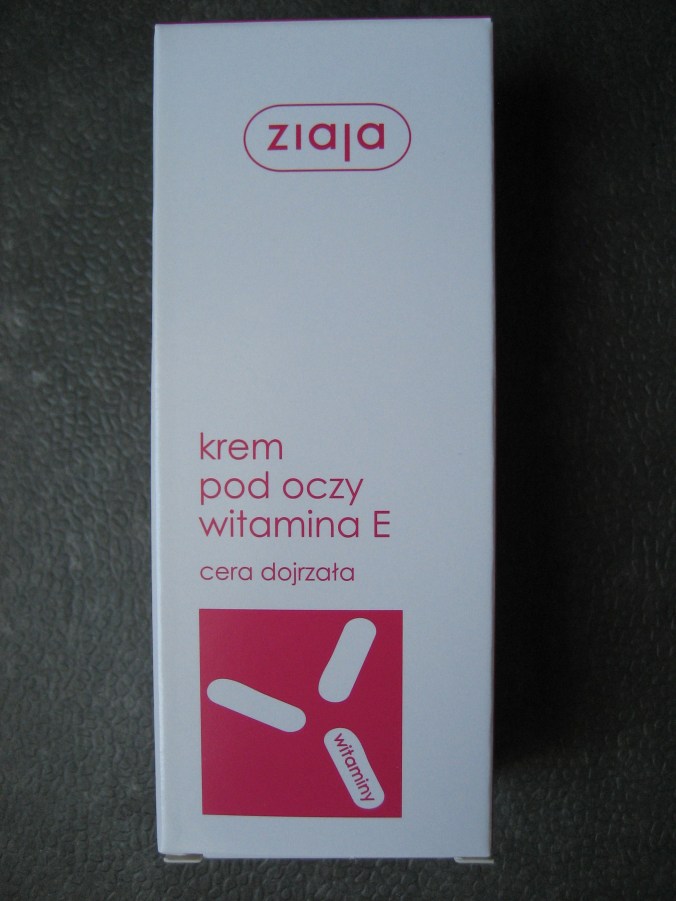 ziaja
krem
pod oczy
witamina E
cera dojrzała
witaminy